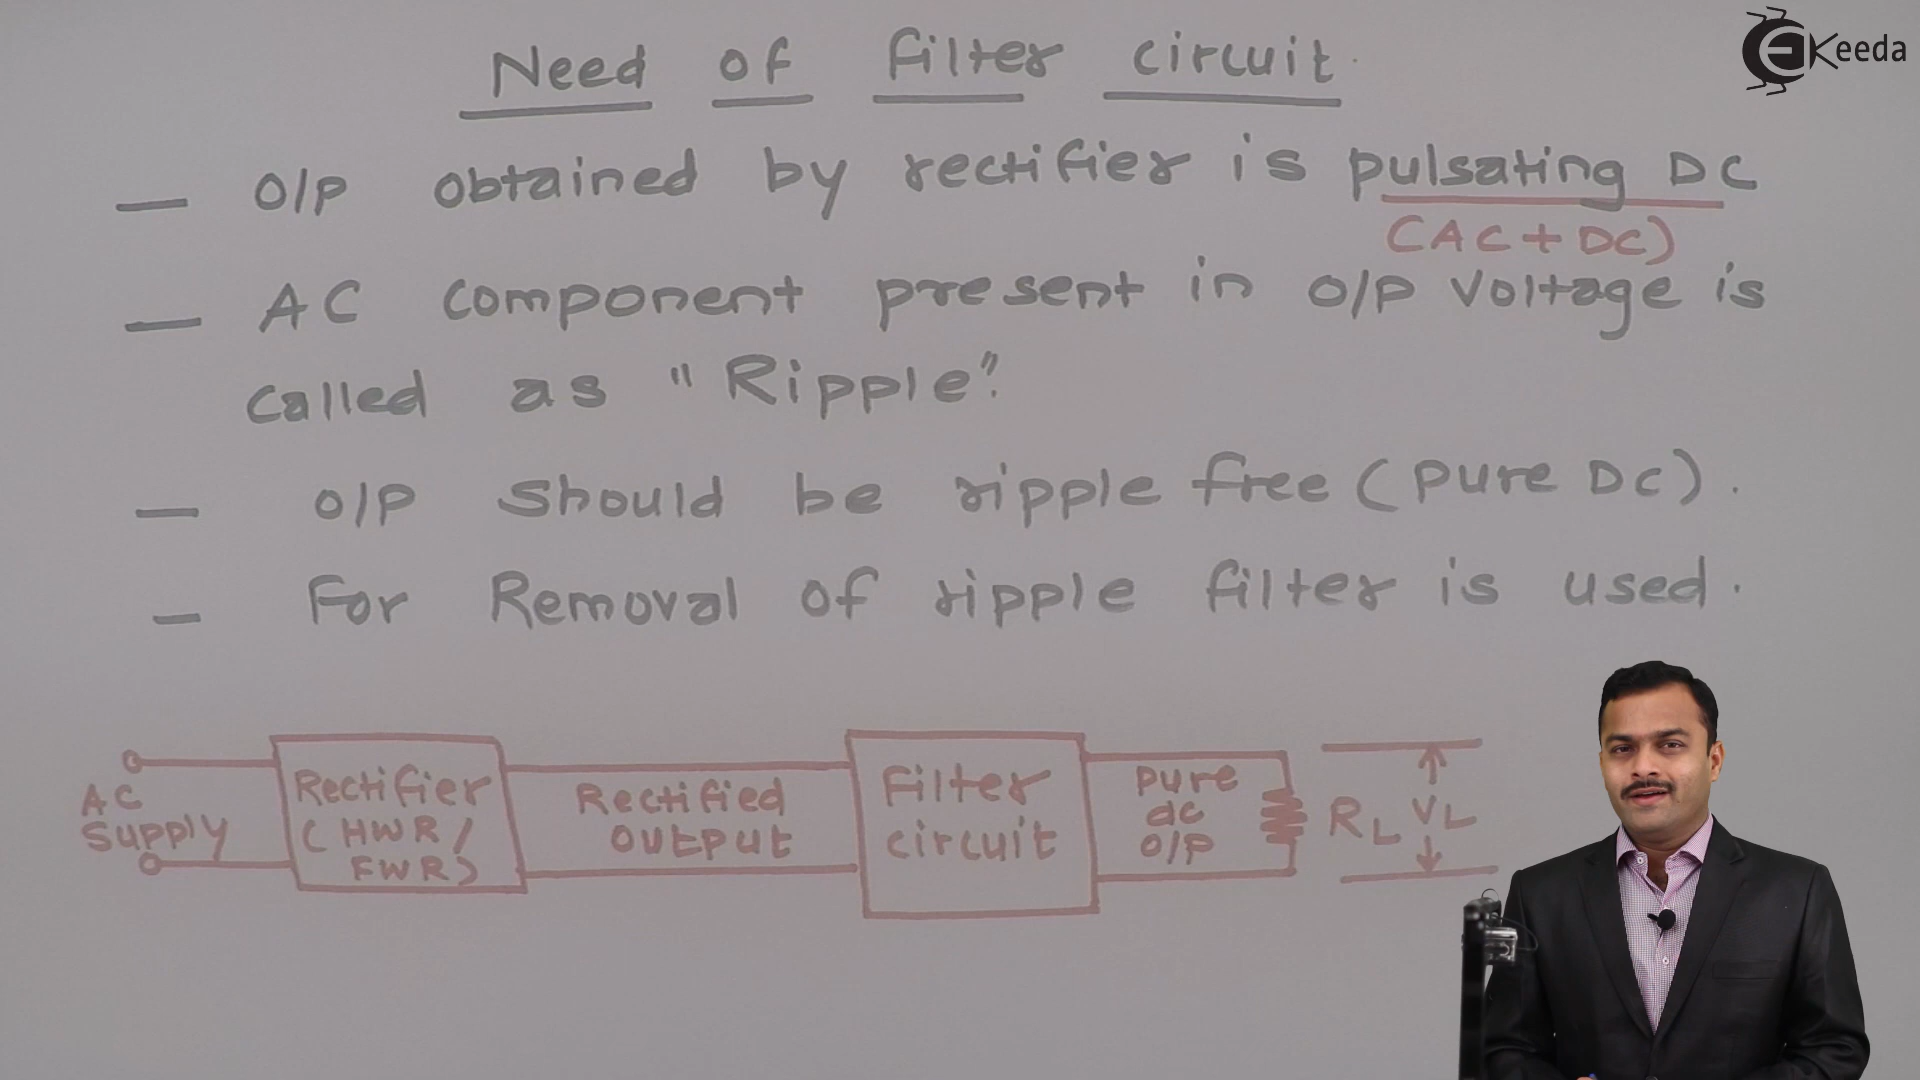 Need of filter circuit.
EKeeda
— O/P obtained by rectifier is pulsating DC
(AC + DC)
— AC component present in O/P voltage is
called as "Ripple".
— O/P should be ripple free (pure DC).
— For Removal of ripple filter is used.
AC
Supply
Rectifier
(HWR/
FWR)
Rectified
OUTPUT
Filter
circuit
pure
dc
O/P
RL
VL